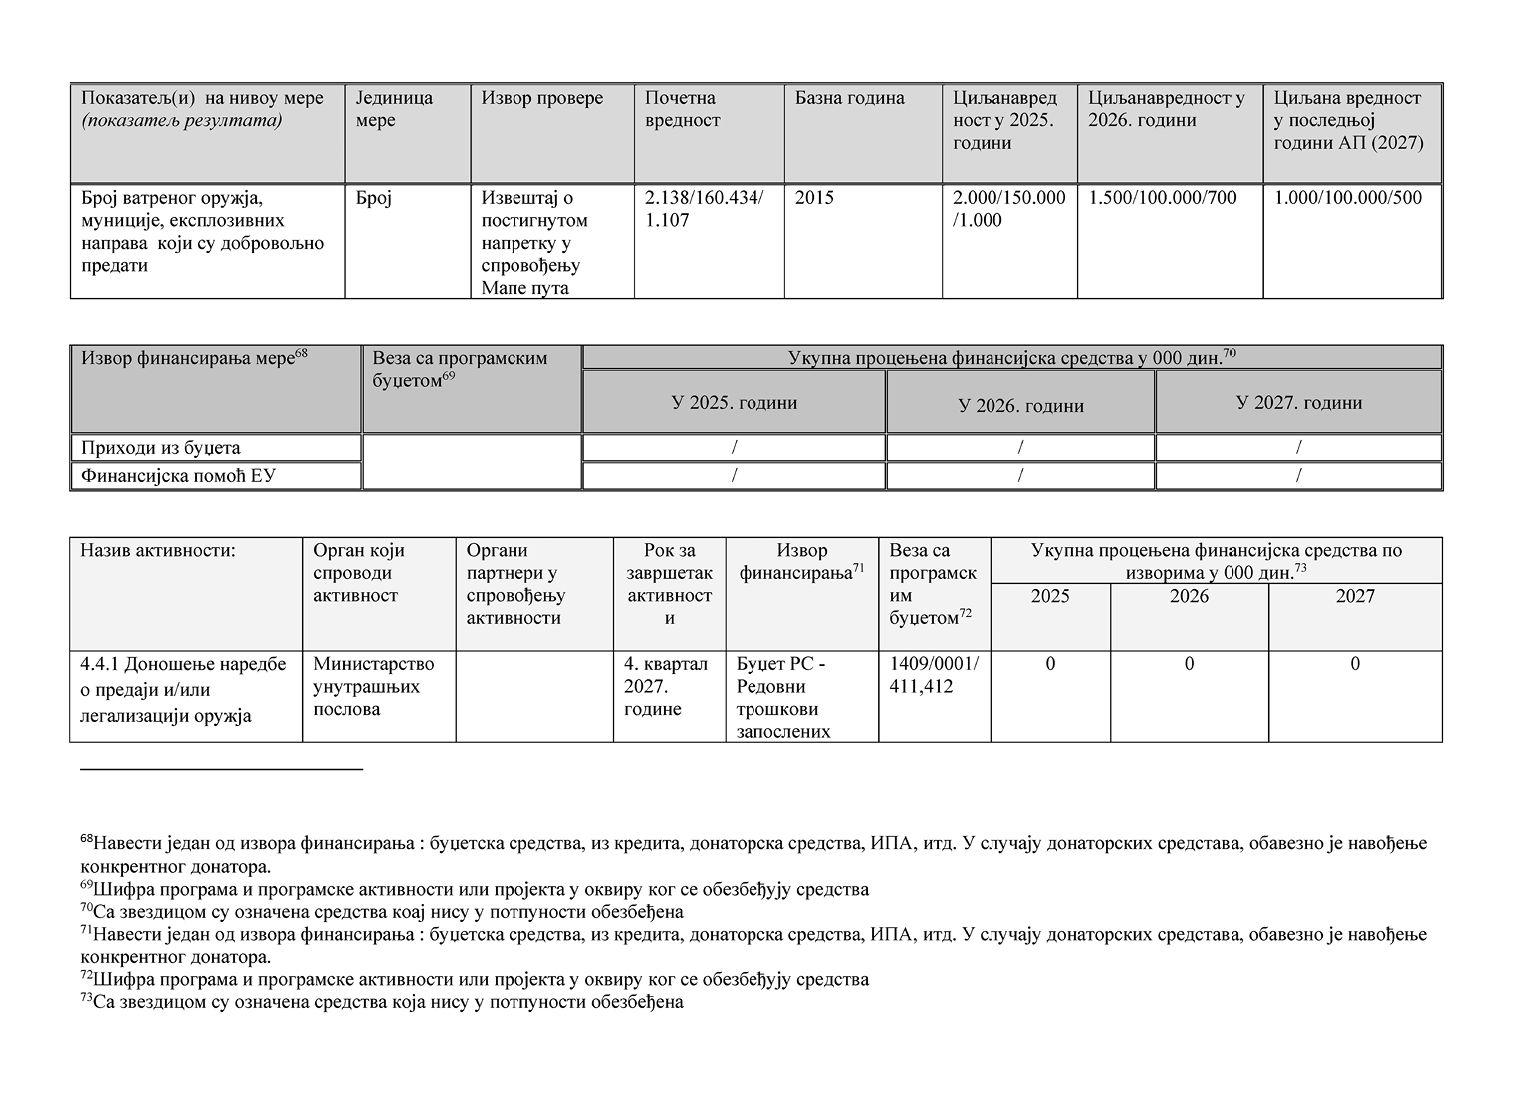 Показатељ(и) на нивоу мере
(показатељ резултата)
Јединица
мере
Извор провере
Почетна
вредност
Базна година
Циљанавред
ност у 2025.
години
Циљанавредност у
2026. години
Циљана вредност
у последњој
години АП (2027)
Број ватреног оружја,
муниције, експлозивних
направа који су добровољно
предати
Број
Извештај о
постигнутом
напретку у
спровођењу
Мапе пута
2.138/160.434/
1.107
2015
2.000/150.000
/1.000
1.500/100.000/700
1.000/100.000/500
Извор финансирања мере68
Веза са програмским
буџетом69
Укупна процењена финансијска средства у 000 дин.70
У 2025. години
У 2026. години
У 2027. години
Приходи из буџета
/
/
/
Финансијска помоћ ЕУ
/
/
/
Назив активности:
Орган који
спроводи
активност
Органи
партнери у
спровођењу
активности
Рок за
завршетак
активност
и
Извор
финансирања71
Веза са
програмск
им
буџетом72
Укупна процењена финансијска средства по
изворима у 000 дин.73
2025
2026
2027
4.4.1 Доношење наредбе
о предаји и/или
легализацији оружја
Министарство
унутрашњих
послова
4. квартал
2027.
године
Буџет РС -
Редовни
трошкови
запослених
1409/0001/
411,412
0
0
0
68Навести један од извора финансирања : буџетска средства, из кредита, донаторска средства, ИПА, итд. У случају донаторских средстава, обавезно је навођење
конкретног донатора.
69Шифра програма и програмске активности или пројекта у оквиру ког се обезбеђују средства
70Са звездицом су означена средства коај нису у потпуности обезбеђена
71Навести један од извора финансирања : буџетска средства, из кредита, донаторска средства, ИПА, итд. У случају донаторских средстава, обавезно је навођење
конкретног донатора.
72Шифра програма и програмске активности или пројекта у оквиру ког се обезбеђују средства
73Са звездицом су означена средства која нису у потпуности обезбеђена